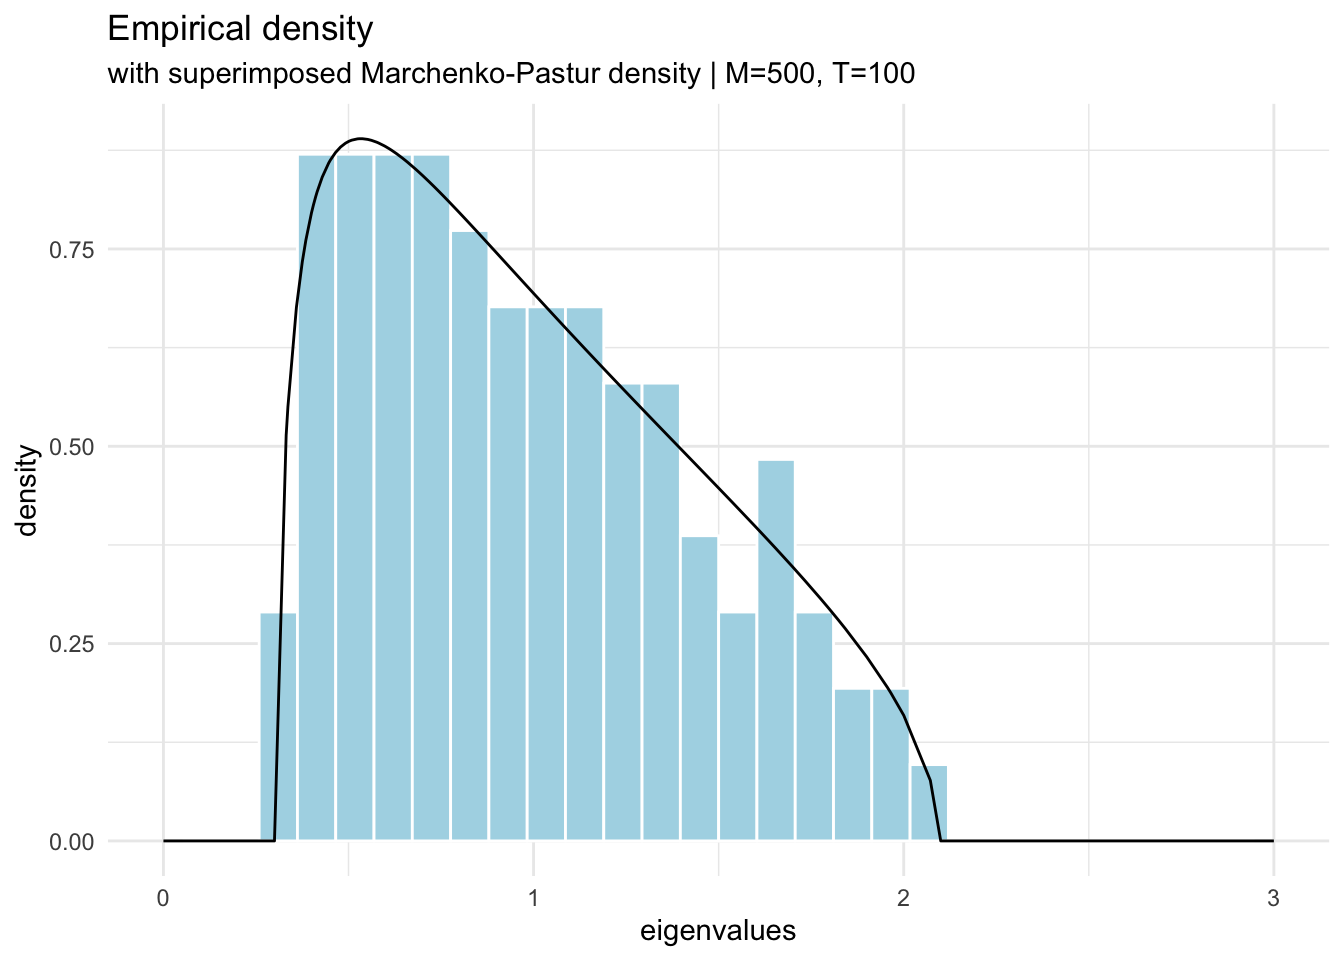 Empirical density
with superimposed Marchenko-Pastur density | M=500, T=100
density
0.75
0.50
0.25
0.00
0 1 2 3
eigenvalues